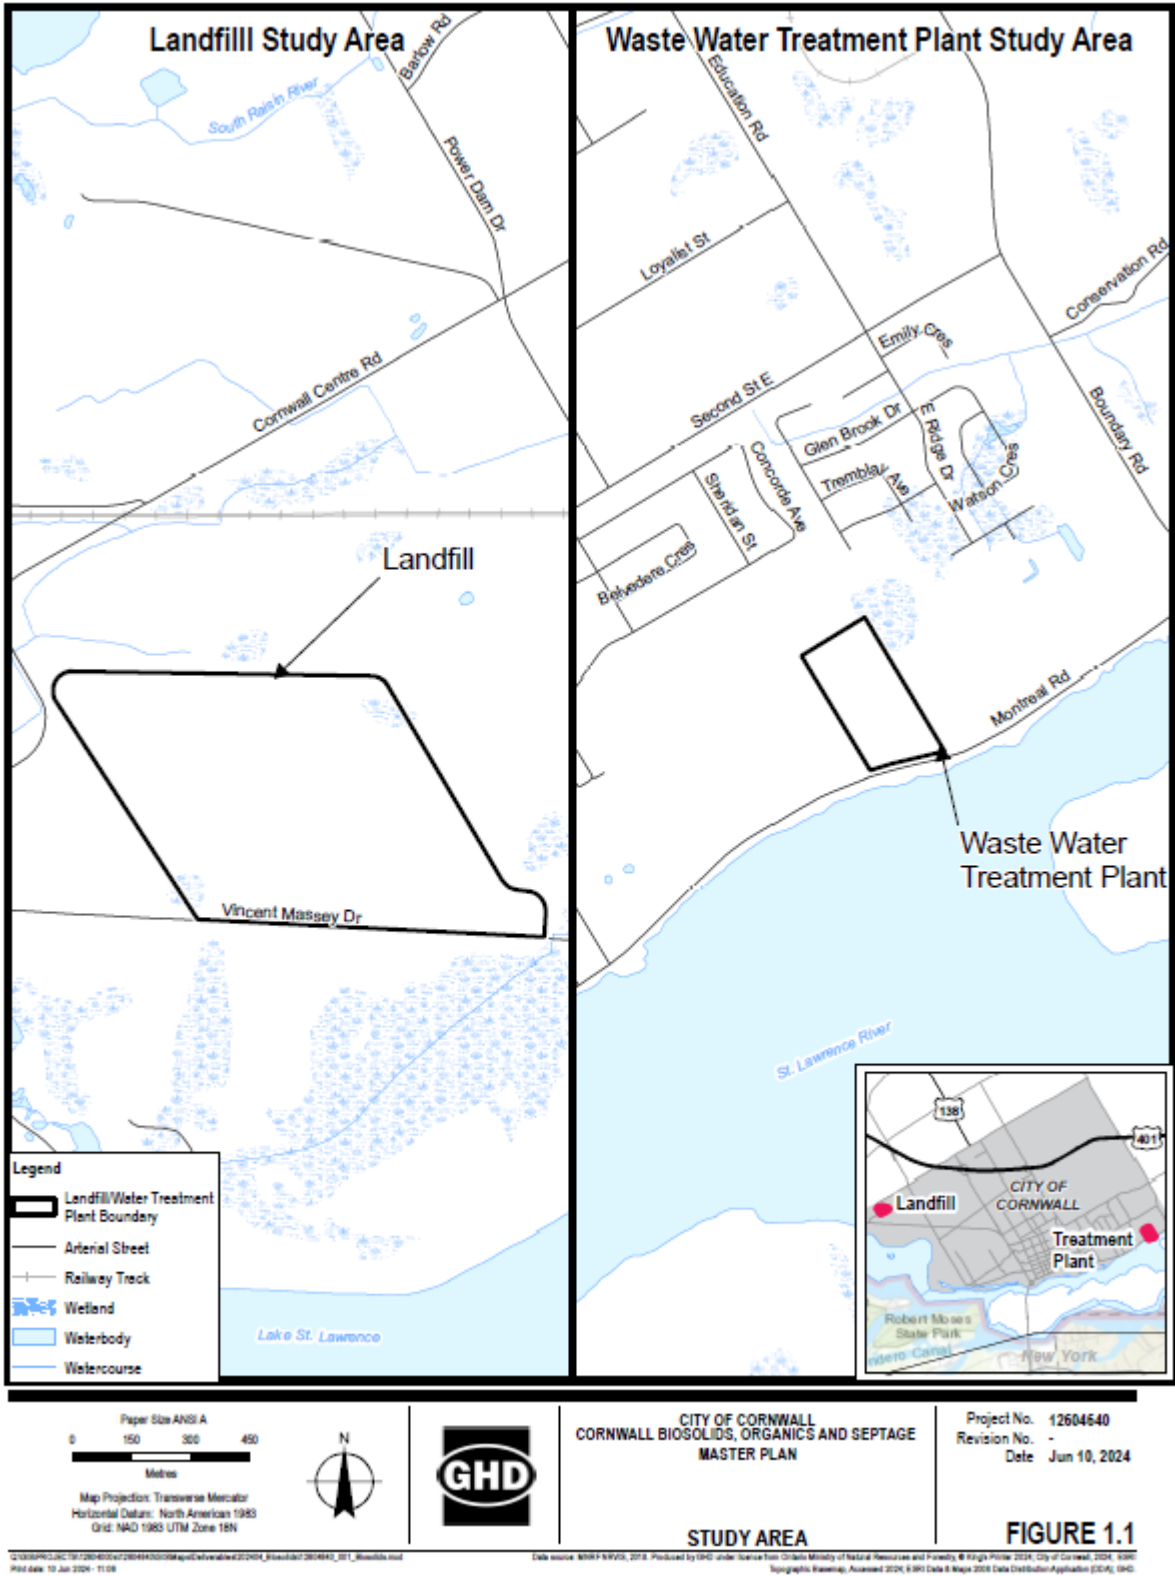 Landfilll Study Area
Waste Water Treatment Plant Study Area
Barlow Rd
South Raisin River
Power Dam Dr
Cornwall Centre Rd
Landfill
Vincent Massey Dr
Lake St. Lawrence
Education Rd
Loyalist St
Conservation Rd
Emily Cres
Second St E
Glen Brook Dr
E Ridge Dr
Boundary Rd
Concorde Ave
Tremblay Ave
Watson Cres
Sheridan St
Belvedere Cres
Montreal Rd
Waste Water
Treatment Plant
St. Lawrence River
138
401
CITY OF
CORNWALL
Landfill
Treatment
Plant
Robert Moses
State Park
New York
Legend
Landfill/Water Treatment
Plant Boundary
Arterial Street
Railway Track
Wetland
Waterbody
Watercourse
Paper Size ANSI A
0 150 300 450
Metres
Map Projection: Transverse Mercator
Horizontal Datum: North American 1983
Grid: NAD 1983 UTM Zone 18N
N
GHD
CITY OF CORNWALL
CORNWALL BIOSOLIDS, ORGANICS AND SEPTAGE
MASTER PLAN
STUDY AREA
Project No. 12604640
Revision No. -
Date Jun 10, 2024
FIGURE 1.1
Print date: 10 Jun 2024 -